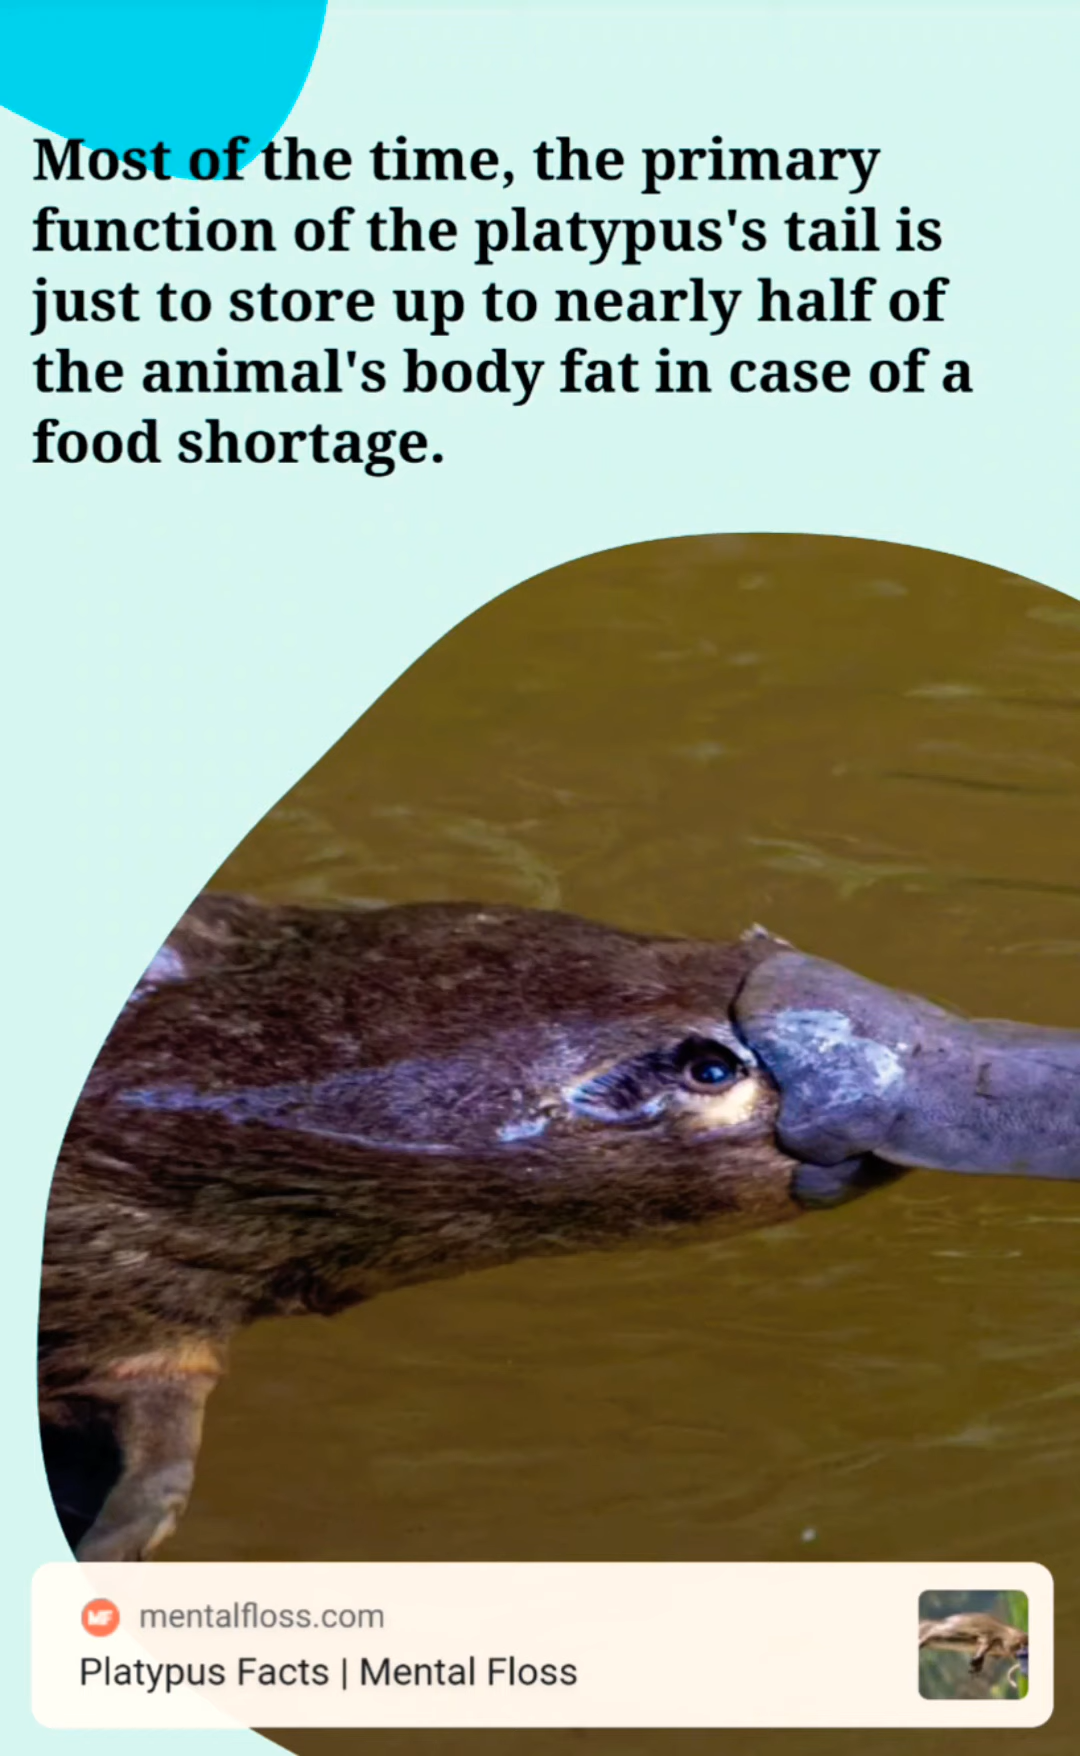 Most of the time, the primary
function of the platypus's tail is
just to store up to nearly half of
the animal's body fat in case of a
food shortage.
MF
mentalfloss.com
Platypus Facts | Mental Floss